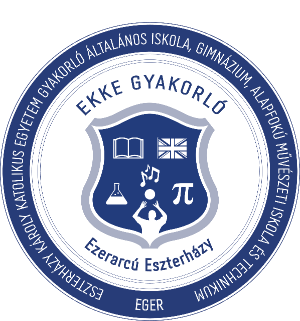 ESZTERHÁZY KÁROLY KATOLIKUS EGYETEM GYAKORLÓ ÁLTALÁNOS ISKOLA, GIMNÁZIUM, ALAPFOKÚ MŰVÉSZETI ISKOLA ÉS TECHNIKUM
EKKE GYAKORLÓ
π
Ezerarcú Eszterházy
EGER